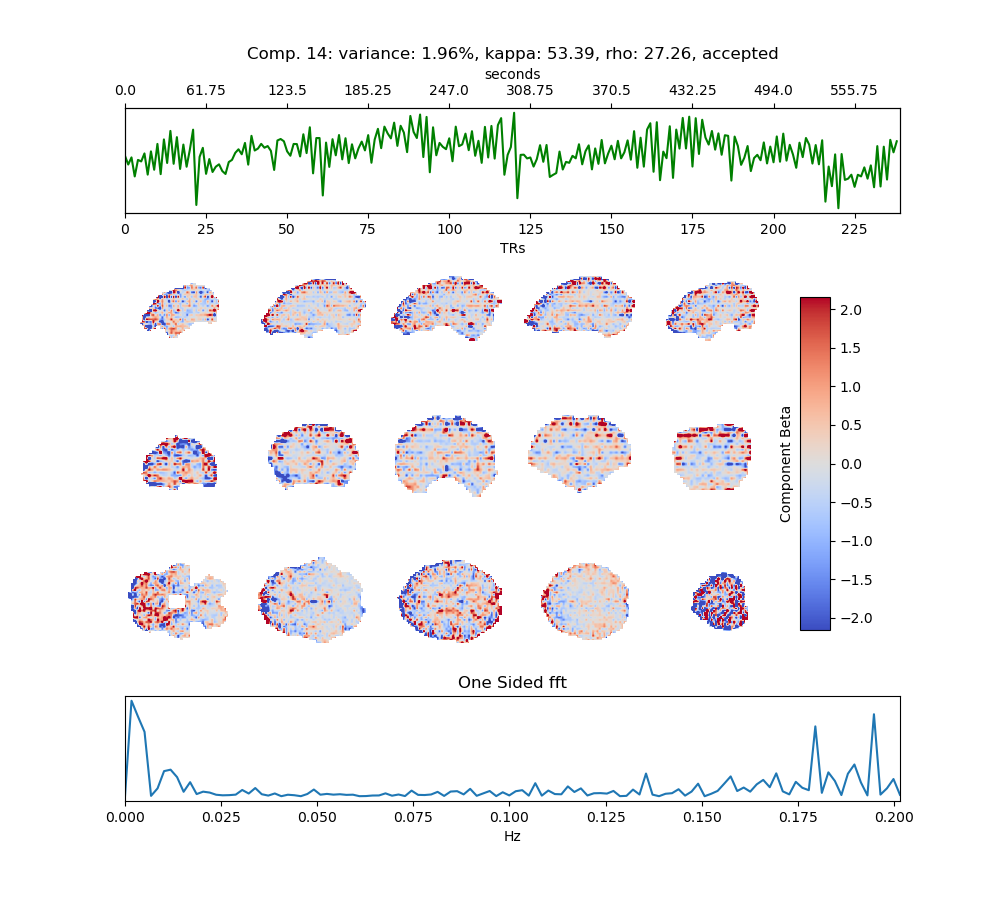 Comp. 14: variance: 1.96%, kappa: 53.39, rho: 27.26, accepted
seconds
0.0 61.75 123.5 185.25 247.0 308.75 370.5 432.25 494.0 555.75
0 25 50 75 100 125 150 175 200 225
TRs
2.0
1.5
1.0
0.5
0.0
−0.5
−1.0
−1.5
−2.0
Component Beta
One Sided fft
0.000 0.025 0.050 0.075 0.100 0.125 0.150 0.175 0.200
Hz